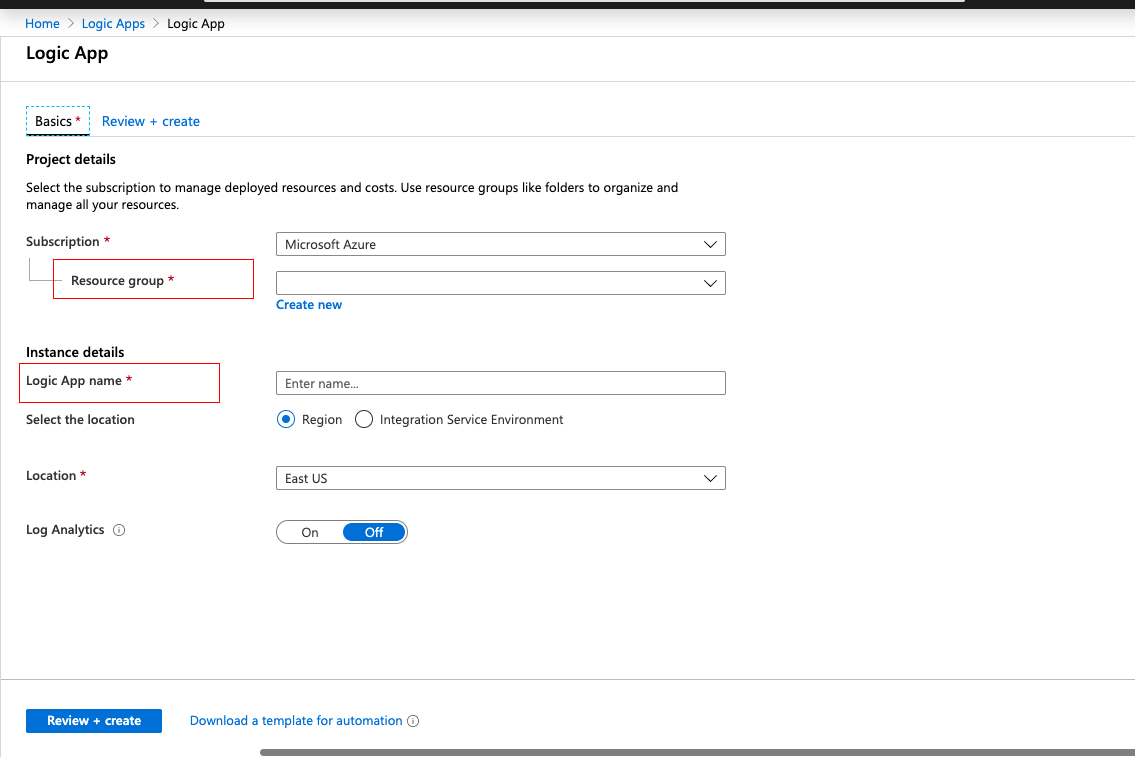 Home > Logic Apps > Logic App
Logic App
Basics * Review + create
Project details
Select the subscription to manage deployed resources and costs. Use resource groups like folders to organize and
manage all your resources.
Subscription * Microsoft Azure
Resource group *
Create new
Instance details
Logic App name * Enter name...
Select the location Region Integration Service Environment
Location * East US
Log Analytics On Off
Review + create Download a template for automation